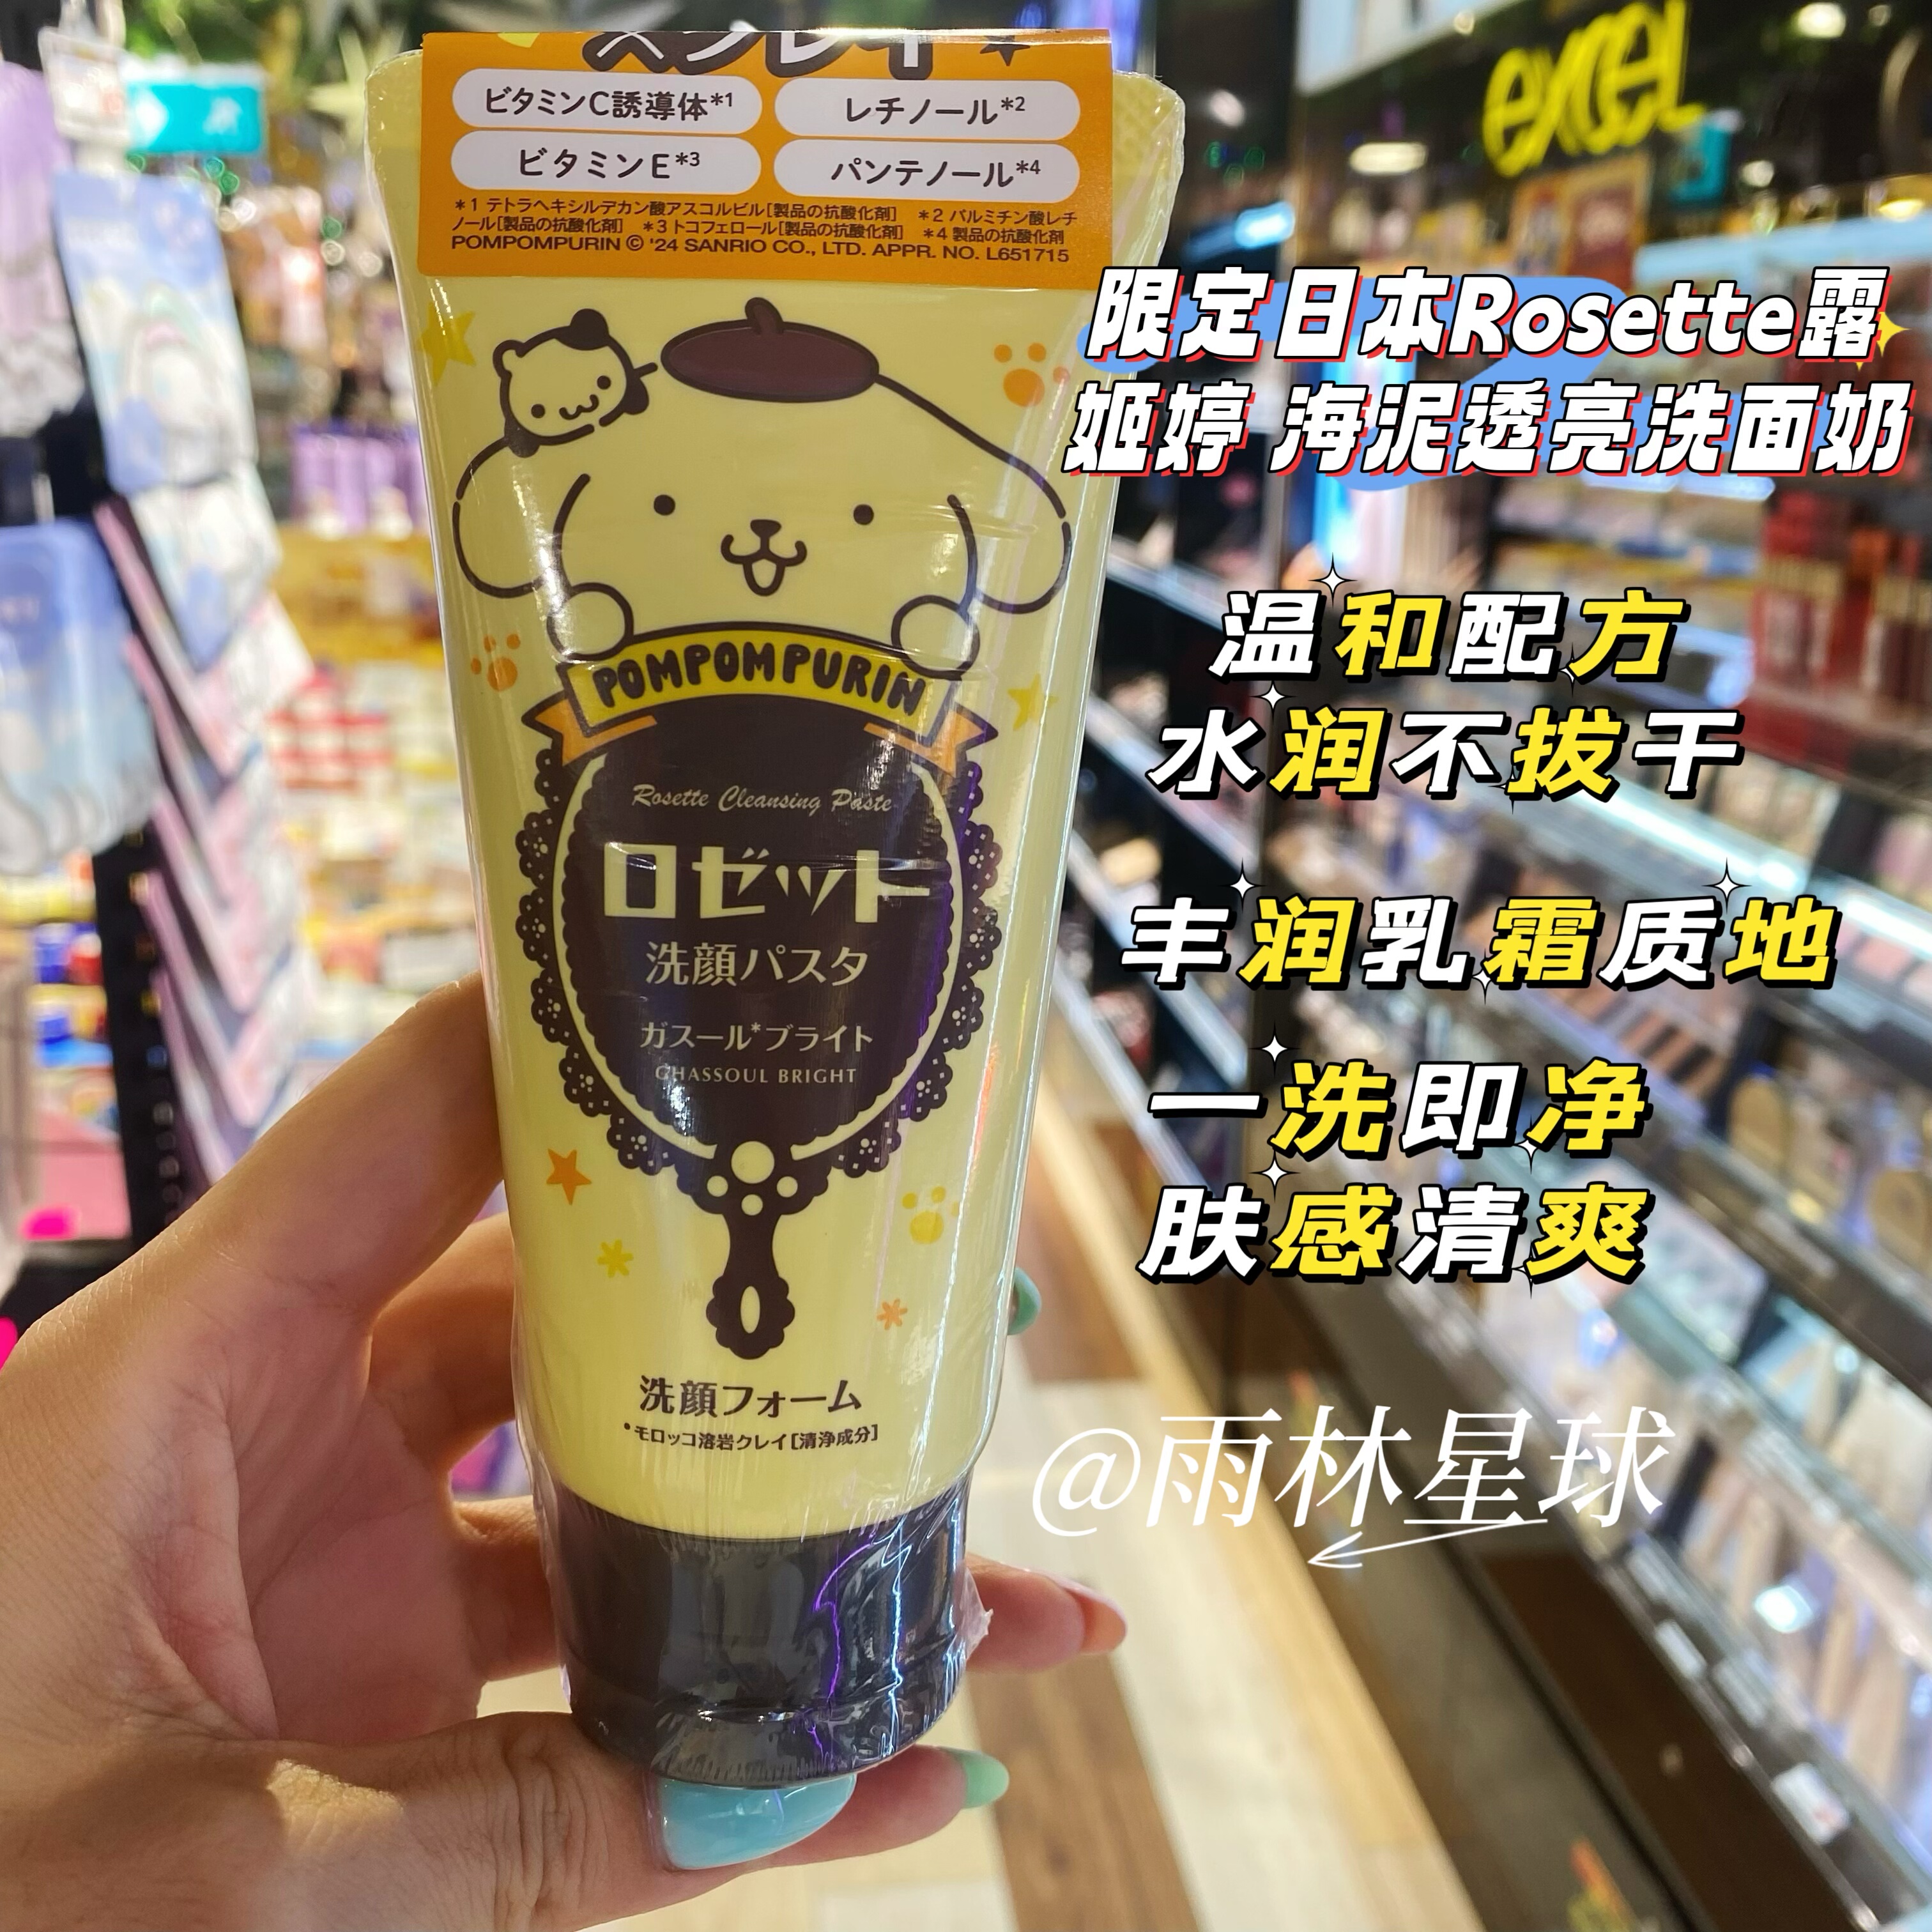 ビタミンC誘導体*1
レチノール*2
ビタミンE*3
パンテノール*4
*1 テトラヘキシルデカン酸アスコルビル[製品の抗酸化剤] *2 パルミチン酸レチ
ノール[製品の抗酸化剤] *3 トコフェロール[製品の抗酸化剤] *4 製品の抗酸化剤
POMPOMPURIN © '24 SANRIO CO., LTD. APPR. NO. L651715
excel
限定日本Rosette露
姬婷 海泥透亮洗面奶
温和配方
水润不拔干
丰润乳霜质地
一洗即净
肤感清爽
@雨林星球
POMPOMPURIN
Rosette Cleansing Paste
ロゼット
洗顔パスタ
ガスール*ブライト
GHASSOUL BRIGHT
洗顔フォーム
*モロッコ溶岩クレイ[清浄成分]